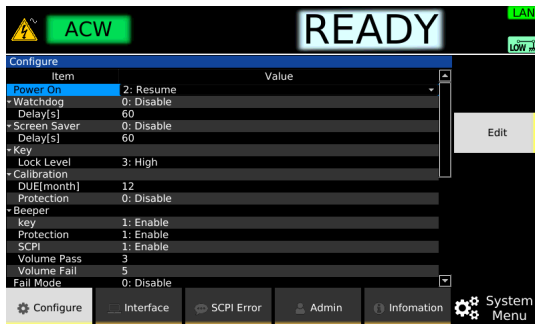 ACW
READY
LAN
LOW
Configure
Item Value
Power On 2: Resume
Watchdog 0: Disable
Delay[s] 60
Screen Saver 0: Disable
Delay[s] 60
Key
Lock Level 3: High
Calibration
DUE[month] 12
Protection 0: Disable
Beeper
key 1: Enable
Protection 1: Enable
SCPI 1: Enable
Volume Pass 3
Volume Fail 5
Fail Mode 0: Disable
Edit
Configure Interface SCPI Error Admin Infomation
System
Menu